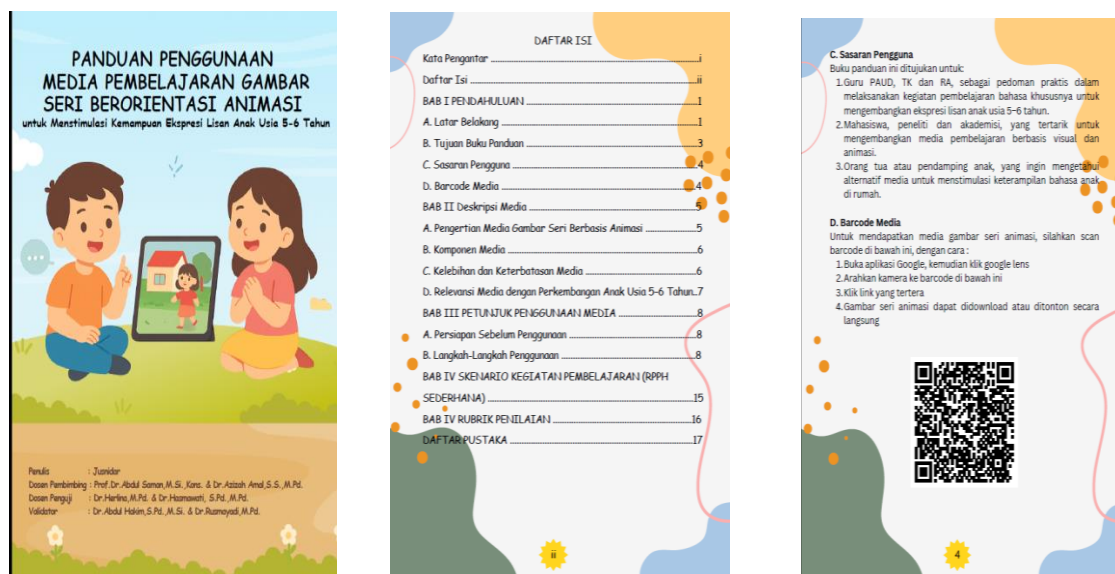 PANDUAN PENGGUNAAN
MEDIA PEMBELAJARAN GAMBAR
SERI BERORIENTASI ANIMASI
untuk Menstimulasi Kemampuan Ekspresi Lisan Anak Usia 5-6 Tahun
Penulis : Jusnidar
Dosen Pembimbing : Prof.Dr.Abdul Saman,M.Si.,Kons. & Dr.Azizah Amal,S.S.,M.Pd.
Dosen Penguji : Dr.Herlina,M.Pd. & Dr.Hasmawati, S.Pd.,M.Pd.
Validator : Dr.Abdul Hakim,S.Pd.,M.Si. & Dr.Rusmayadi,M.Pd.
DAFTAR ISI
Kata Pengantar i
Daftar Isi ii
BAB I PENDAHULUAN 1
A. Latar Belakang 1
B. Tujuan Buku Panduan 3
C. Sasaran Pengguna 4
D. Barcode Media 4
BAB II Deskripsi Media 5
A. Pengertian Media Gambar Seri Berbasis Animasi 5
B. Komponen Media 6
C. Kelebihan dan Keterbatasan Media 6
D. Relevansi Media dengan Perkembangan Anak Usia 5-6 Tahun..7
BAB III PETUNJUK PENGGUNAAN MEDIA 8
A. Persiapan Sebelum Penggunaan 8
B. Langkah-Langkah Penggunaan 8
BAB IV SKENARIO KEGIATAN PEMBELAJARAN (RPPH
SEDERHANA) 15
BAB IV RUBRIK PENILAIAN 16
DAFTAR PUSTAKA 17
ii
C. Sasaran Pengguna
Buku panduan ini ditujukan untuk:
1.Guru PAUD, TK dan RA, sebagai pedoman praktis dalam
melaksanakan kegiatan pembelajaran bahasa khususnya untuk
mengembangkan ekspresi lisan anak usia 5–6 tahun.
2.Mahasiswa, peneliti dan akademisi, yang tertarik untuk
mengembangkan media pembelajaran berbasis visual dan
animasi.
3.Orang tua atau pendamping anak, yang ingin mengetahui
alternatif media untuk menstimulasi keterampilan bahasa anak
di rumah.
D. Barcode Media
Untuk mendapatkan media gambar seri animasi, silahkan scan
barcode di bawah ini, dengan cara :
1.Buka aplikasi Google, kemudian klik google lens
2.Arahkan kamera ke barcode di bawah ini
3.Klik link yang tertera
4.Gambar seri animasi dapat didownload atau ditonton secara
langsung
4